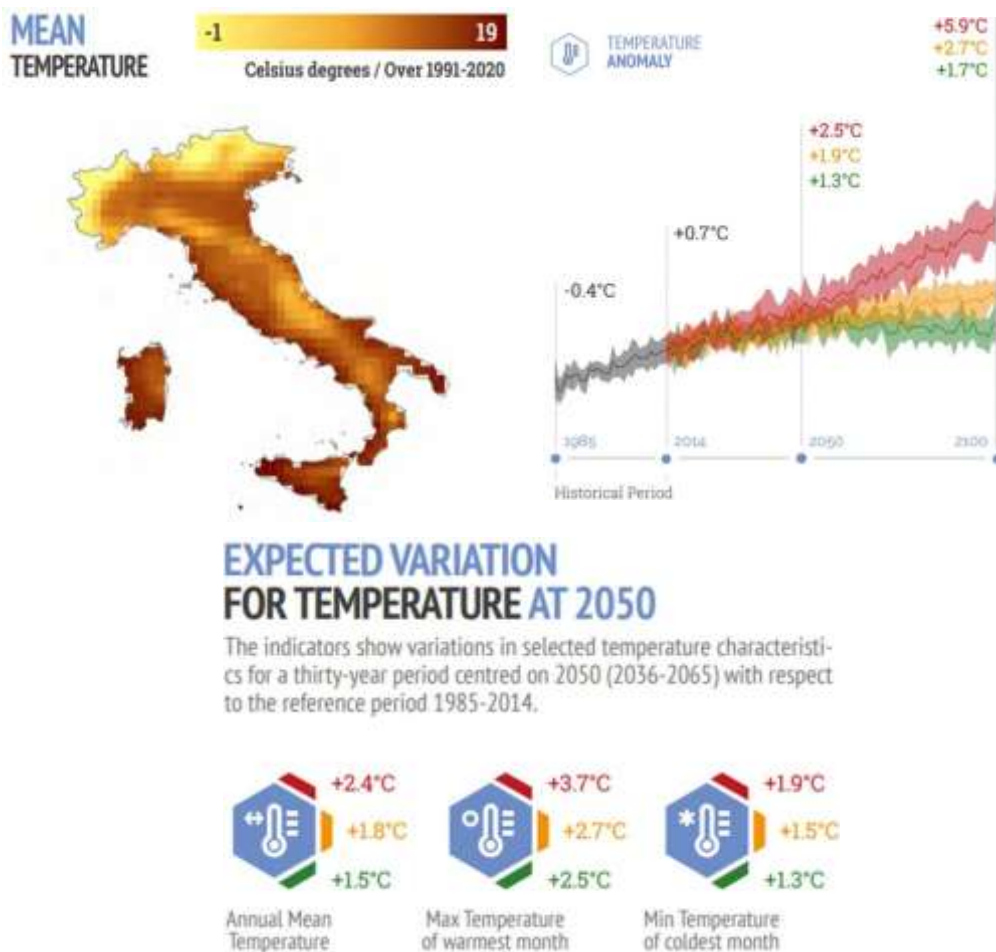 MEAN
TEMPERATURE
-1
19
Celsius degrees / Over 1991-2020
TEMPERATURE
ANOMALY
+5.9°C
+2.7°C
+1.7°C
+2.5°C
+1.9°C
+1.3°C
+0.7°C
-0.4°C
1985
2014
2050
2100
Historical Period
EXPECTED VARIATION
FOR TEMPERATURE AT 2050
The indicators show variations in selected temperature characteristi-
cs for a thirty-year period centred on 2050 (2036-2065) with respect
to the reference period 1985-2014.
+2.4°C
+1.8°C
+1.5°C
Annual Mean
Temperature
+3.7°C
+2.7°C
+2.5°C
Max Temperature
of warmest month
+1.9°C
+1.5°C
+1.3°C
Min Temperature
of coldest month